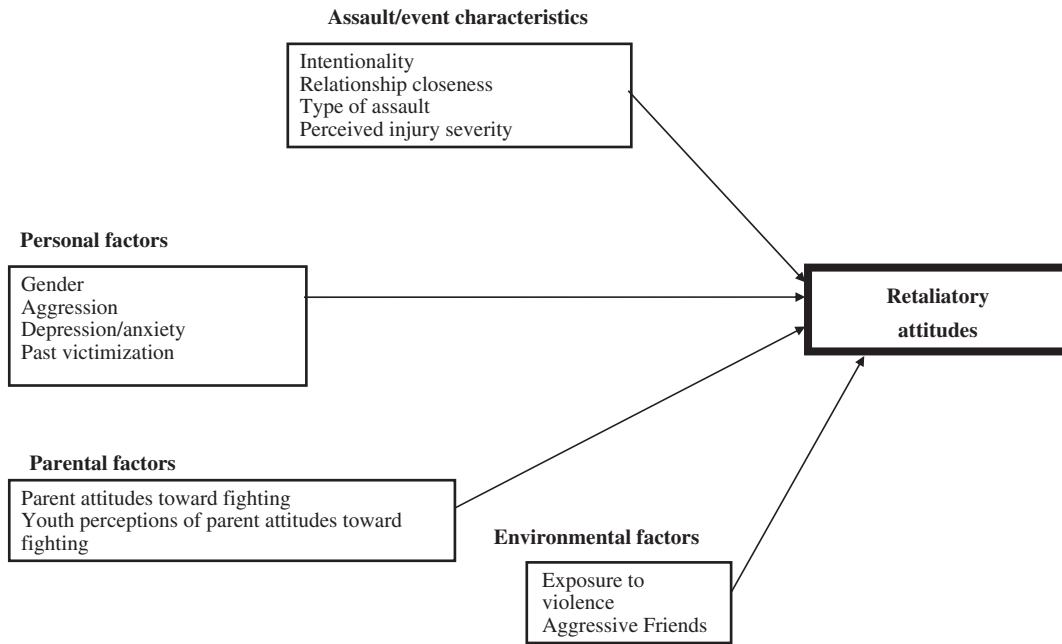 Assault/event characteristics
Intentionality
Relationship closeness
Type of assault
Perceived injury severity
Personal factors
Gender
Aggression
Depression/anxiety
Past victimization
Retaliatory
attitudes
Parental factors
Parent attitudes toward fighting
Youth perceptions of parent attitudes toward
fighting
Environmental factors
Exposure to
violence
Aggressive Friends